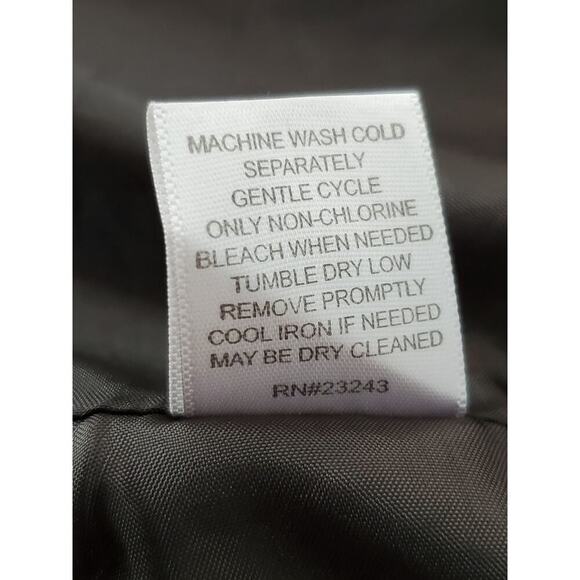 MACHINE WASH COLD
SEPARATELY
GENTLE CYCLE
ONLY NON-CHLORINE
BLEACH WHEN NEEDED
TUMBLE DRY LOW
REMOVE PROMPTLY
COOL IRON IF NEEDED
MAY BE DRY CLEANED
RN#23243